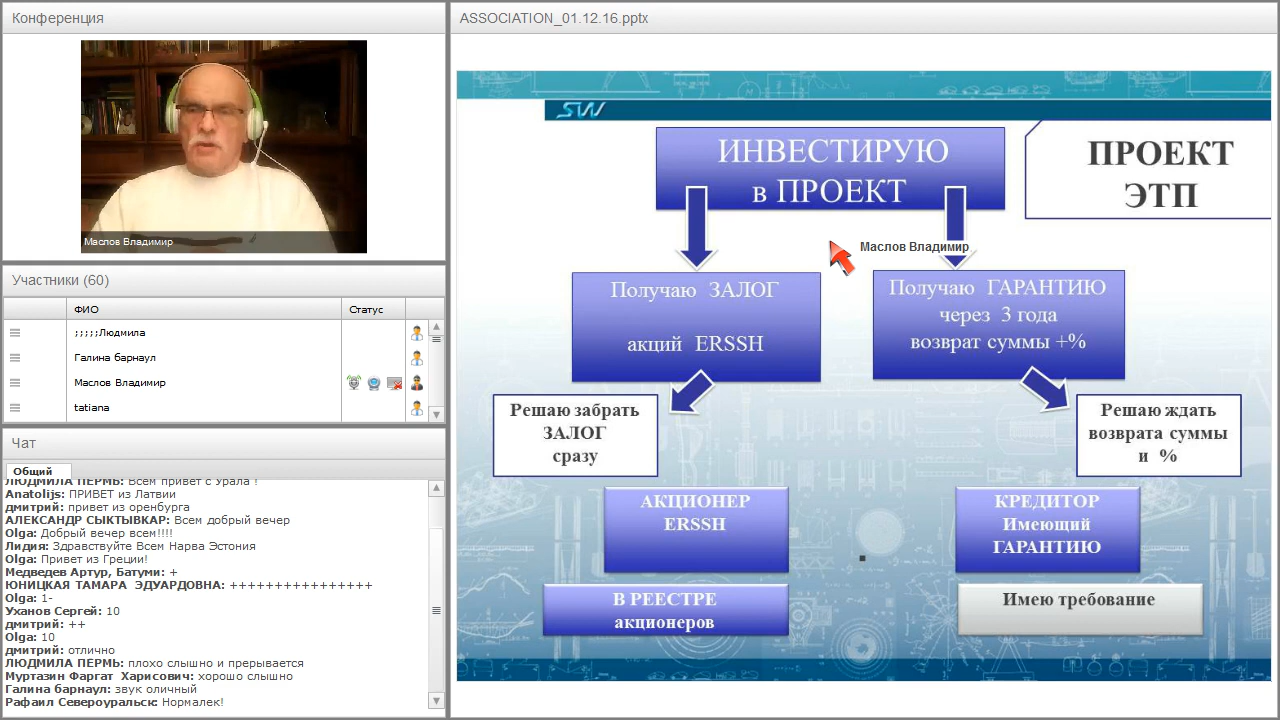 Конференция
Маслов Владимир
Участники (60)
ФИО
Статус
;;;;;Людмила
Галина барнаул
Маслов Владимир
tatiana
Чат
Общий
ЛЮДМИЛА ПЕРМЬ: Всем привет с Урала !
Anatolijs: ПРИВЕТ из Латвии
дмитрий: привет из оренбурга
АЛЕКСАНДР СЫКТЫВКАР: Всем добрый вечер
Olga: Добрый вечер всем!!!!
Лидия: Здравствуйте Всем Нарва Эстония
Olga: Привет из Греции!
Медведев Артур, Батуми: +
ЮНИЦКАЯ ТАМАРА ЭДУАРДОВНА: ++++++++++++++++
Olga: 1-
Уханов Сергей: 10
дмитрий: ++
Olga: 10
дмитрий: отлично
ЛЮДМИЛА ПЕРМЬ: плохо слышно и прерывается
Муртазин Фаргат Харисович: хорошо слышно
Галина барнаул: звук оличный
Рафаил Североуральск: Нормалек!
ASSOCIATION_01.12.16.pptx
SW
ИНВЕСТИРУЮ
в ПРОЕКТ
ПРОЕКТ
ЭТП
Маслов Владимир
Получаю ЗАЛОГ
акций ERSSH
Получаю ГАРАНТИЮ
через 3 года
возврат суммы +%
Решаю забрать
ЗАЛОГ
сразу
Решаю ждать
возврата суммы
и %
АКЦИОНЕР
ERSSH
КРЕДИТОР
Имеющий
ГАРАНТИЮ
В РЕЕСТРЕ
акционеров
Имею требование